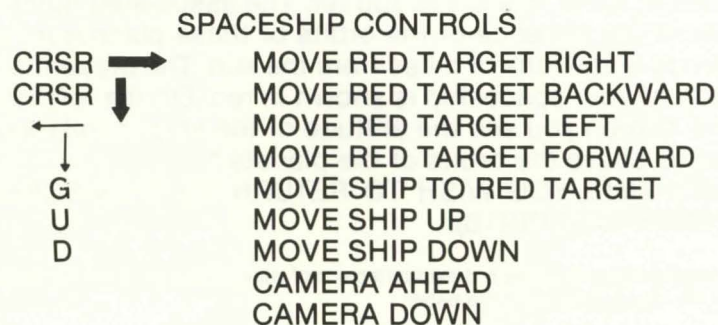 SPACESHIP CONTROLS
CRSR → MOVE RED TARGET RIGHT
CRSR ↓ MOVE RED TARGET BACKWARD
← MOVE RED TARGET LEFT
↓ MOVE RED TARGET FORWARD
G MOVE SHIP TO RED TARGET
U MOVE SHIP UP
D MOVE SHIP DOWN
CAMERA AHEAD
CAMERA DOWN